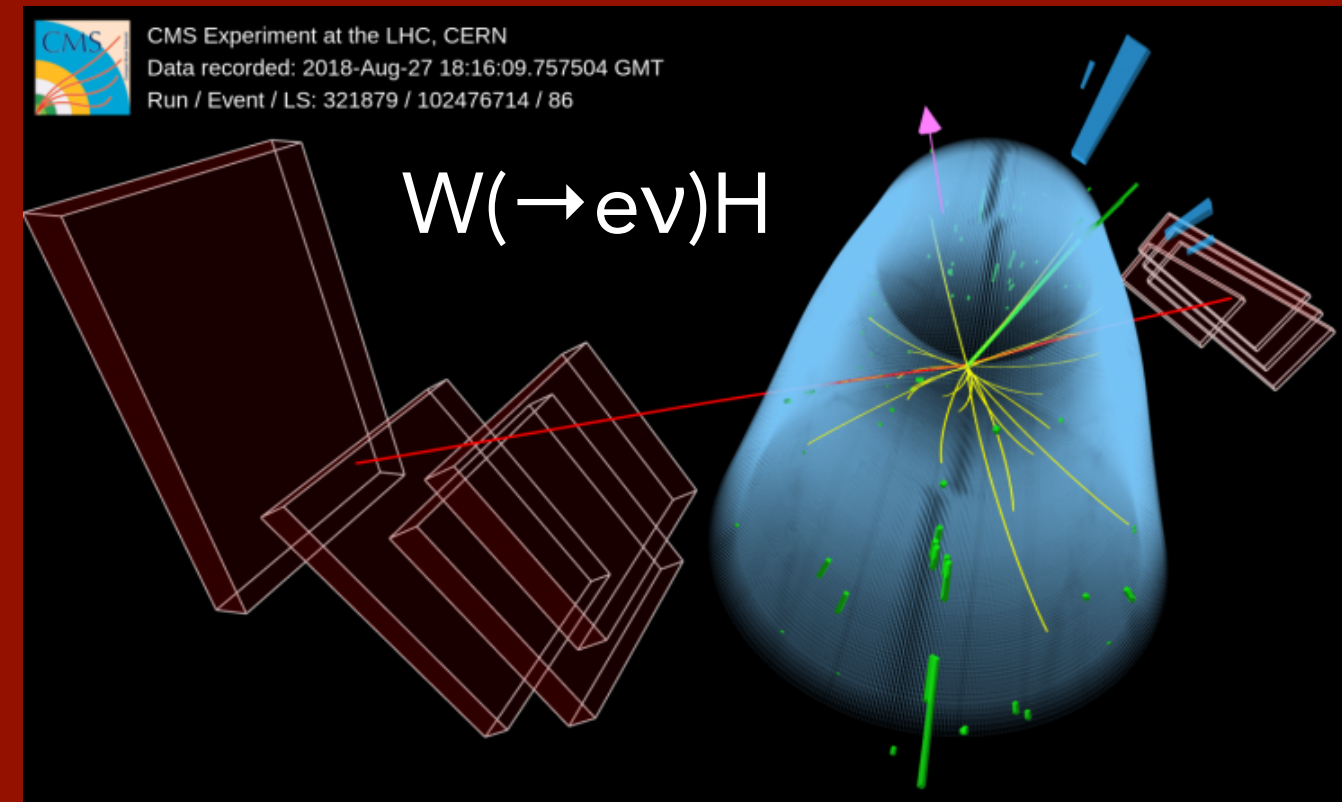 CMS
CMS Experiment at the LHC, CERN
Data recorded: 2018-Aug-27 18:16:09.757504 GMT
Run / Event / LS: 321879 / 102476714 / 86
W(→eν)H